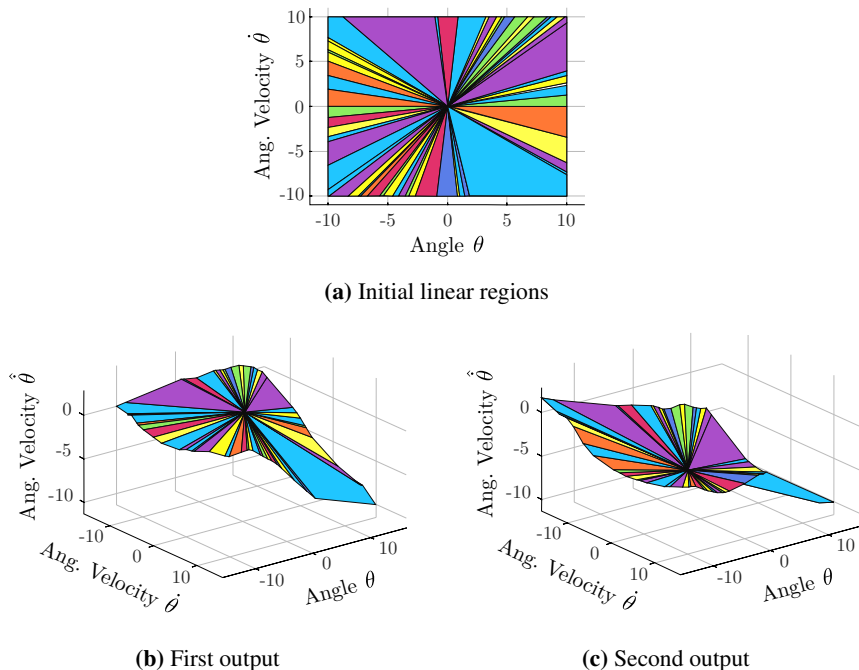 10
5
0
-5
-10
Ang. Velocity θ̇
-10 -5 0 5 10
Angle θ
(a) Initial linear regions
0
-5
-10
Ang. Velocity θ̂̇
-10
0
10
Ang. Velocity θ̇
-10
0
10
Angle θ
(b) First output
0
-5
-10
Ang. Velocity θ̂̇
-10
0
10
Ang. Velocity θ̇
-10
0
10
Angle θ
(c) Second output